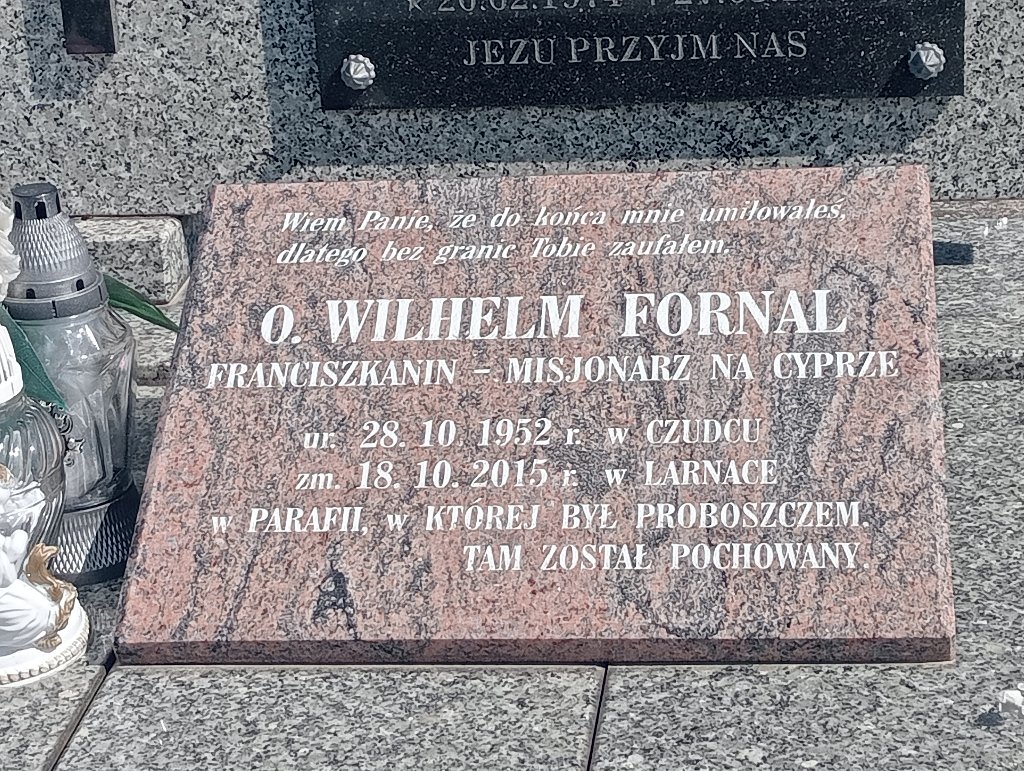 JEZU PRZYJM NAS
Wiem Panie, że do końca mnie umiłowałeś,
dlatego bez granic Tobie zaufałem.
O. WILHELM FORNAL
FRANCISZKANIN - MISJONARZ NA CYPRZE
ur. 28. 10. 1952 r. w CZUDCU
zm. 18. 10. 2015 r. w LARNACE
w PARAFII, w KTÓREJ BYŁ PROBOSZCZEM.
TAM ZOSTAŁ POCHOWANY.